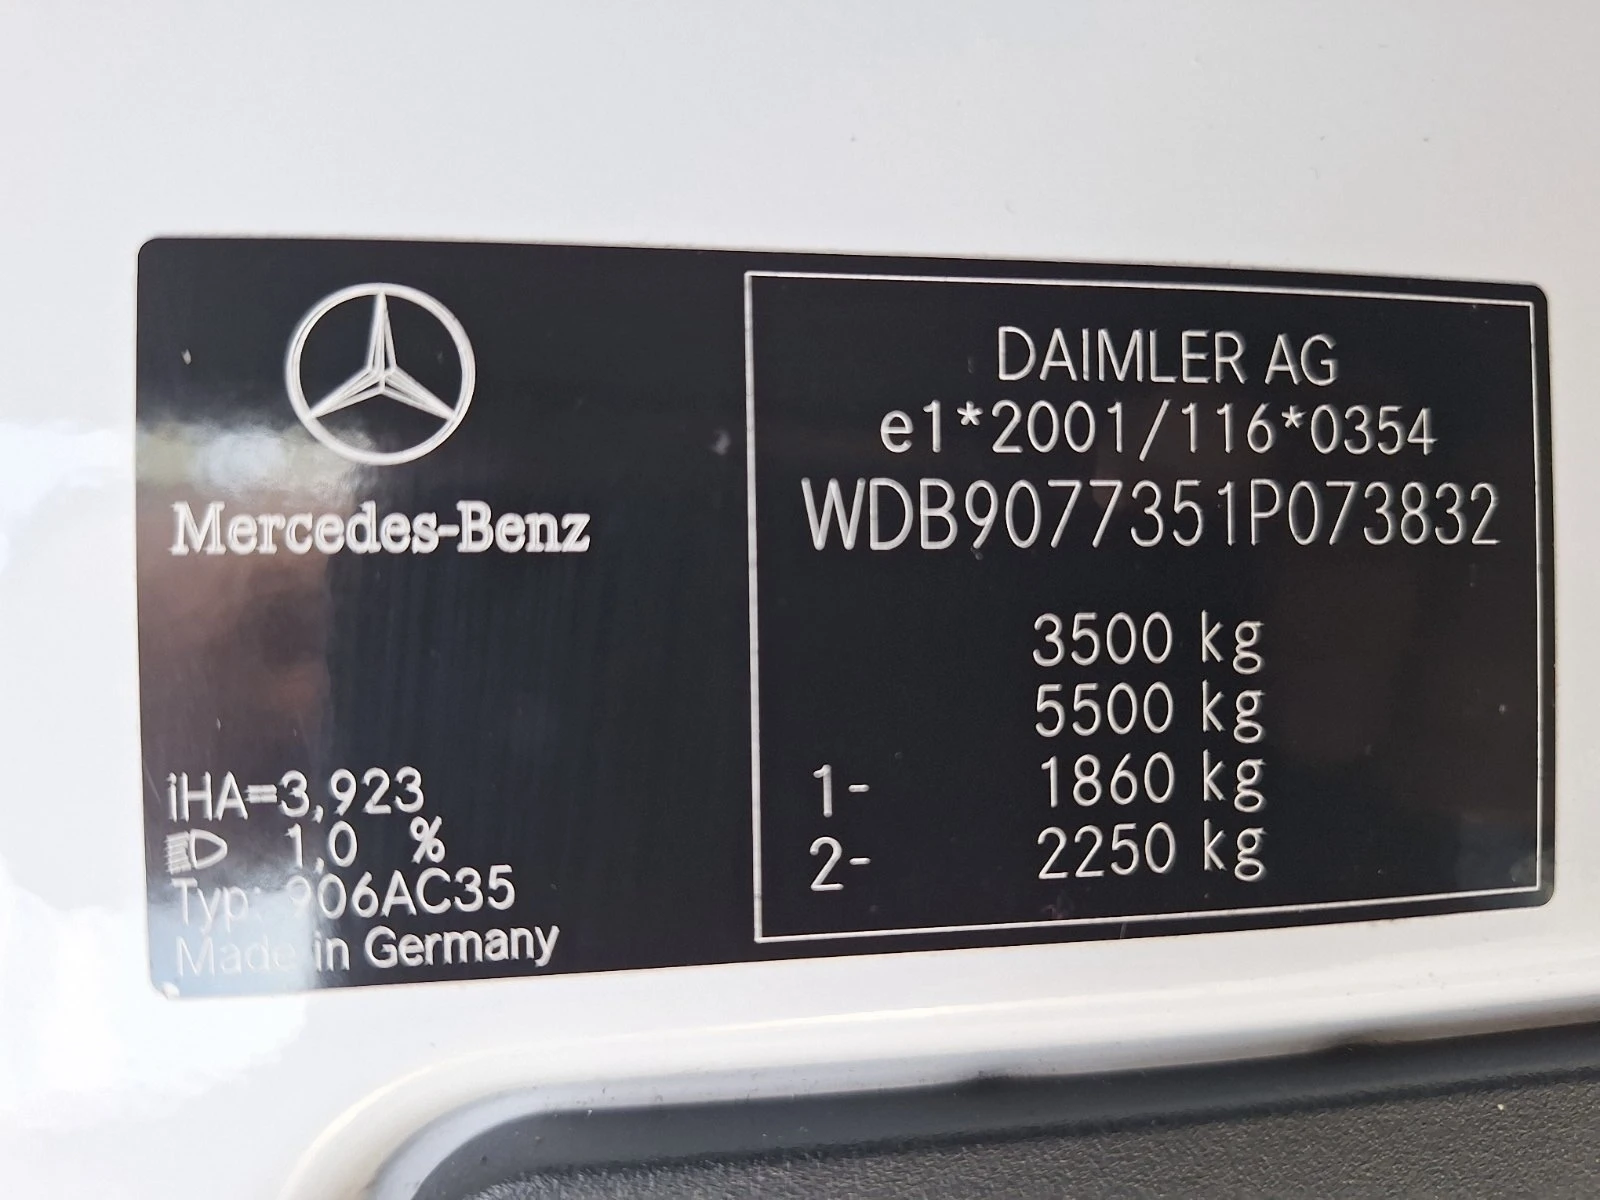 Mercedes-Benz
iHA=3,923
1,0 %
Typ: 906AC35
Made in Germany
DAIMLER AG
e1*2001/116*0354
WDB9077351P073832
3500 kg
5500 kg
1- 1860 kg
2- 2250 kg